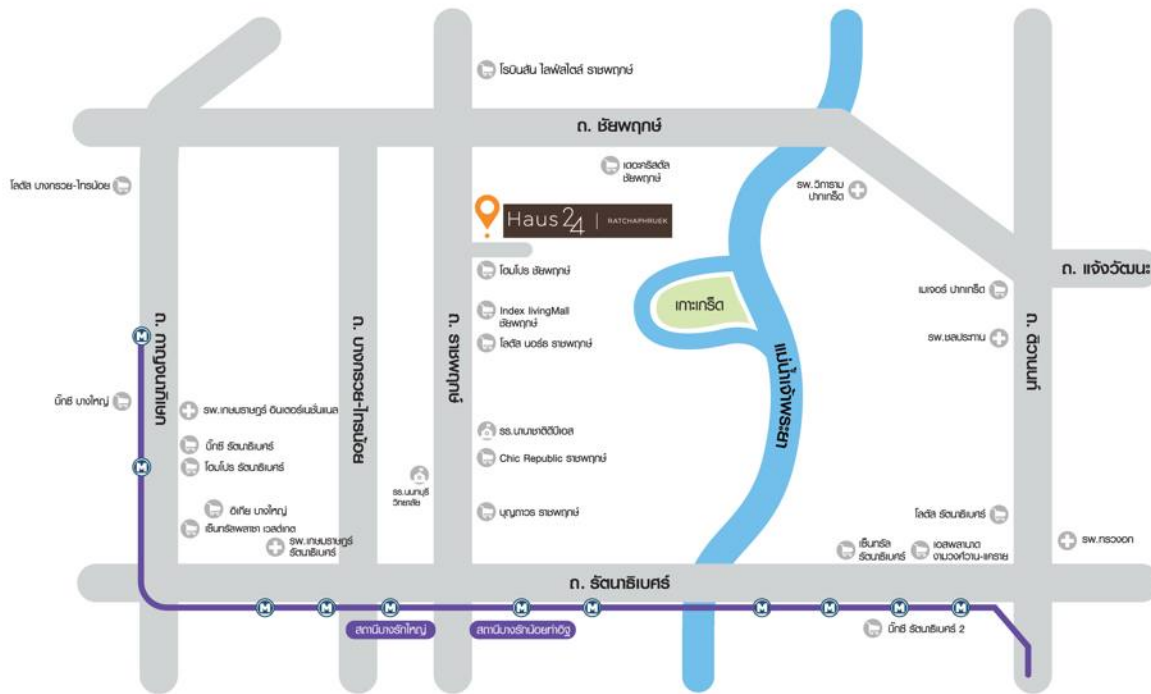 โรบินสัน ไลฟ์สไตล์ ราชพฤกษ์
ถ. ชัยพฤกษ์
เดอะคริสตัล
ชัยพฤกษ์
โลตัส บางกรวย-ไทรน้อย
รพ.วิภาราม
ปากเกร็ด
Haus 24 | RATCHAPHRUEK
ถ. แจ้งวัฒนะ
โฮมโปร ชัยพฤกษ์
เมเจอร์ ปากเกร็ด
เกาะเกร็ด
Index livingMall
ชัยพฤกษ์
โลตัส นอร์ธ ราชพฤกษ์
รพ.ชลประทาน
ถ. กาญจนาภิเษก
ถ. บางกรวย-ไทรน้อย
ถ. ราชพฤกษ์
แม่น้ำเจ้าพระยา
ถ. ติวานนท์
บิ๊กซี บางใหญ่
รพ.เกษมราษฎร์ อินเตอร์เนชั่นแนล
รร.นานาชาติดีบีเอส
บิ๊กซี รัตนาธิเบศร์
Chic Republic ราชพฤกษ์
โฮมโปร รัตนาธิเบศร์
รร.นนทบุรี
วิทยาลัย
อิเกีย บางใหญ่
บุญถาวร ราชพฤกษ์
โลตัส รัตนาธิเบศร์
เซ็นทรัลพลาซา เวสต์เกต
รพ.เกษมราษฎร์
รัตนาธิเบศร์
เซ็นทรัล
รัตนาธิเบศร์
เอสพลานาด
งามวงศ์วาน-แคราย
รพ.ทรวงอก
ถ. รัตนาธิเบศร์
สถานีบางรักใหญ่
สถานีบางรักน้อยท่าอิฐ
บิ๊กซี รัตนาธิเบศร์ 2